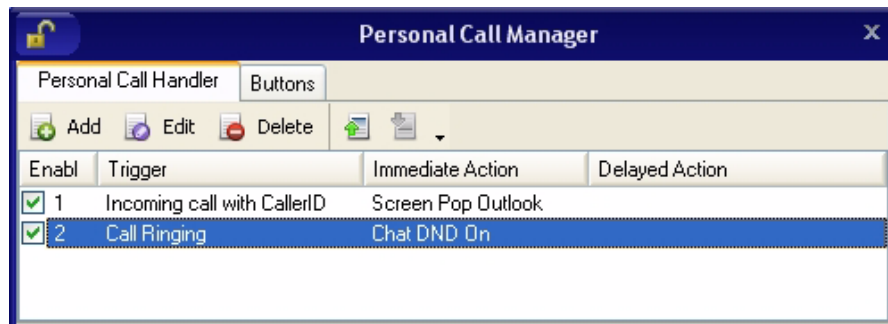 Personal Call Manager x
Personal Call Handler Buttons
Add Edit Delete
Enabl Trigger Immediate Action Delayed Action
1 Incoming call with CallerID Screen Pop Outlook
2 Call Ringing Chat DND On